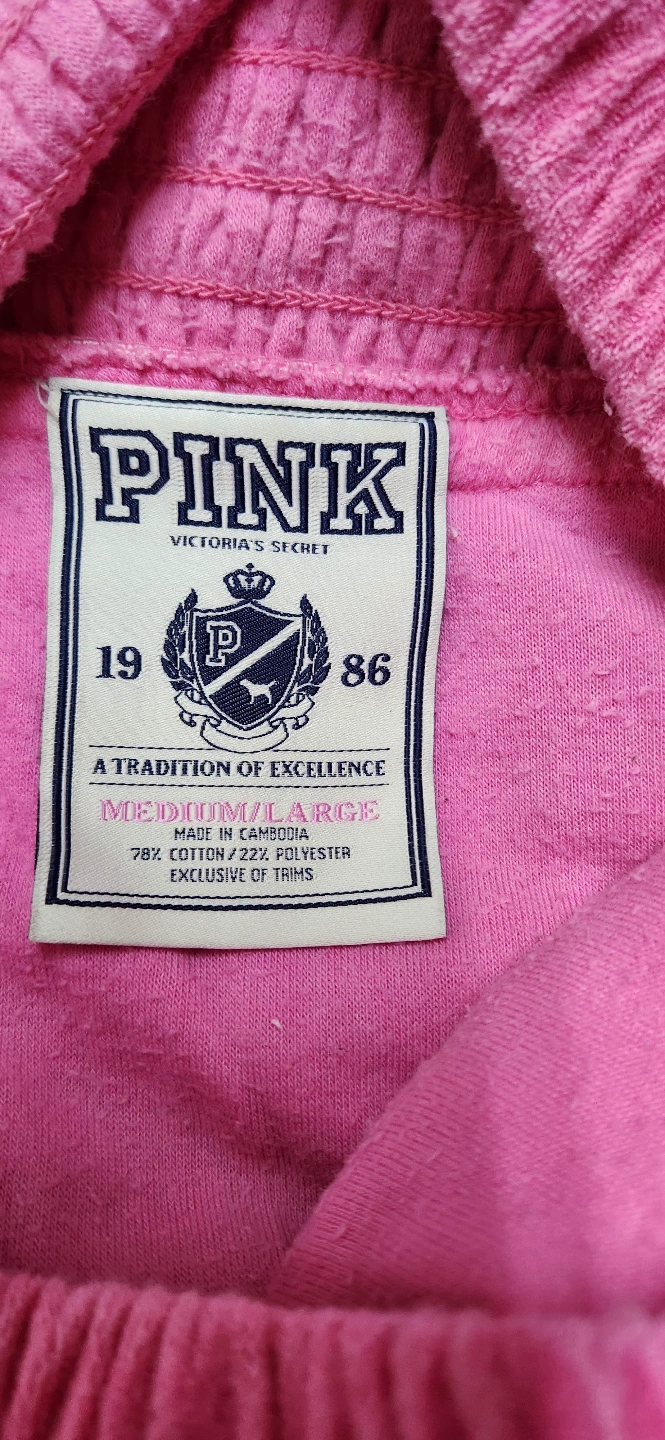 PINK
VICTORIA'S SECRET
P
19 86
A TRADITION OF EXCELLENCE
MEDIUM/LARGE
MADE IN CAMBODIA
78% COTTON/22% POLYESTER
EXCLUSIVE OF TRIMS